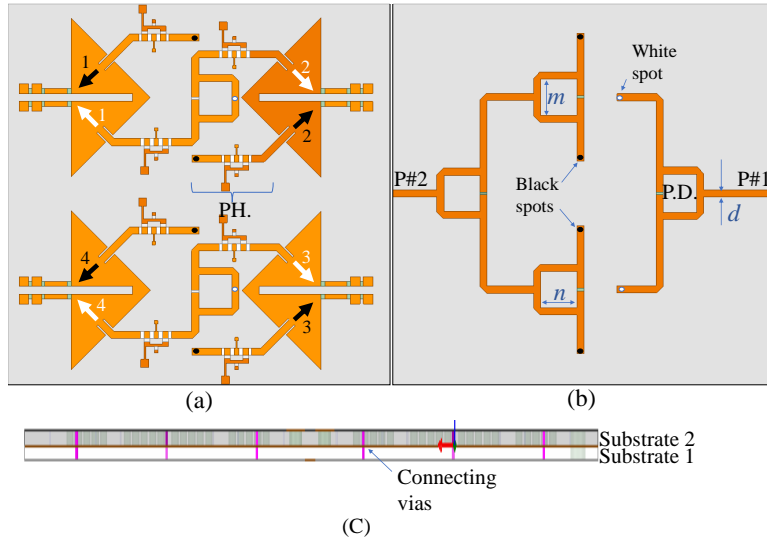 1
2
1
2
PH.
4
3
4
3
(a)
White
spot
m
P#2
P.D.
P#1
Black
spots
d
n
(b)
Substrate 2
Substrate 1
Connecting
vias
(C)